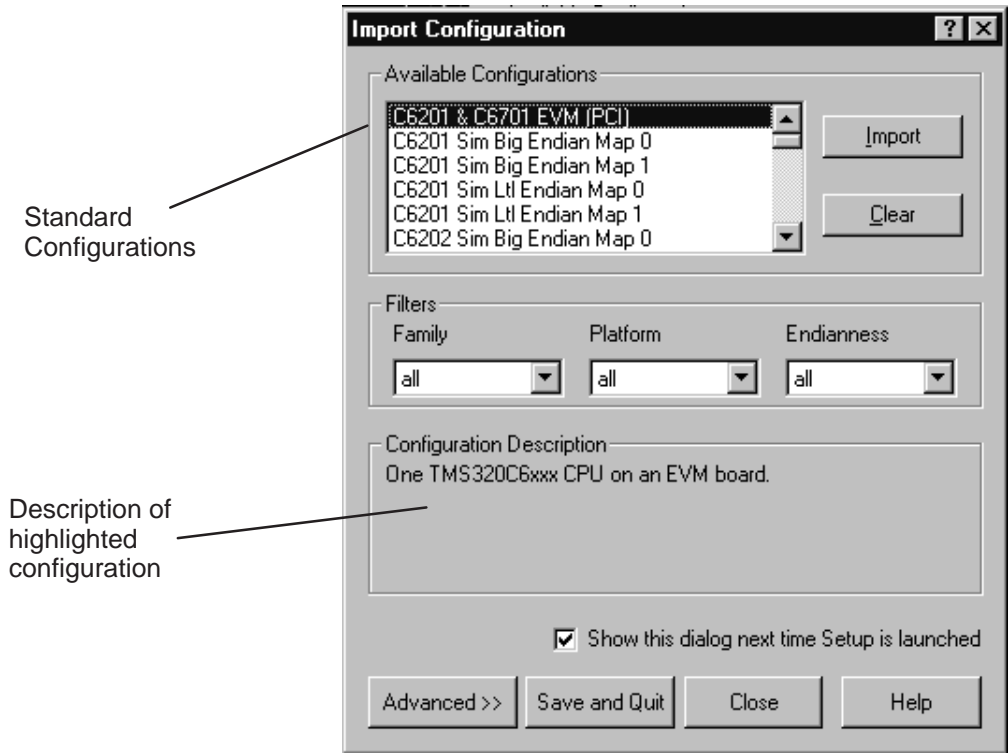 Import Configuration
Available Configurations
C6201 & C6701 EVM (PCI)
C6201 Sim Big Endian Map 0
C6201 Sim Big Endian Map 1
C6201 Sim Ltl Endian Map 0
C6201 Sim Ltl Endian Map 1
C6202 Sim Big Endian Map 0
Import
Clear
Standard
Configurations
Filters
Family
Platform
Endianness
all
all
all
Configuration Description
One TMS320C6xxx CPU on an EVM board.
Description of
highlighted
configuration
Show this dialog next time Setup is launched
Advanced >>
Save and Quit
Close
Help